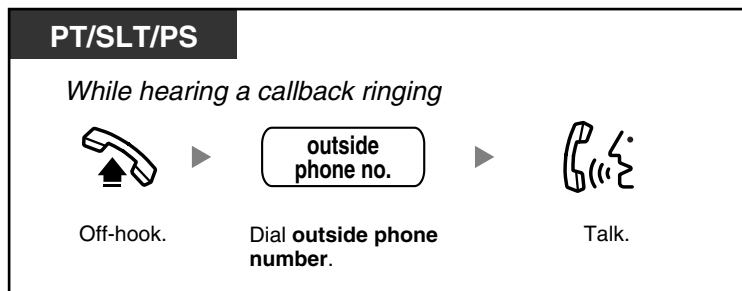 PT/SLT/PS
While hearing a callback ringing
outside
phone no.
Off-hook.
Dial outside phone
number.
Talk.